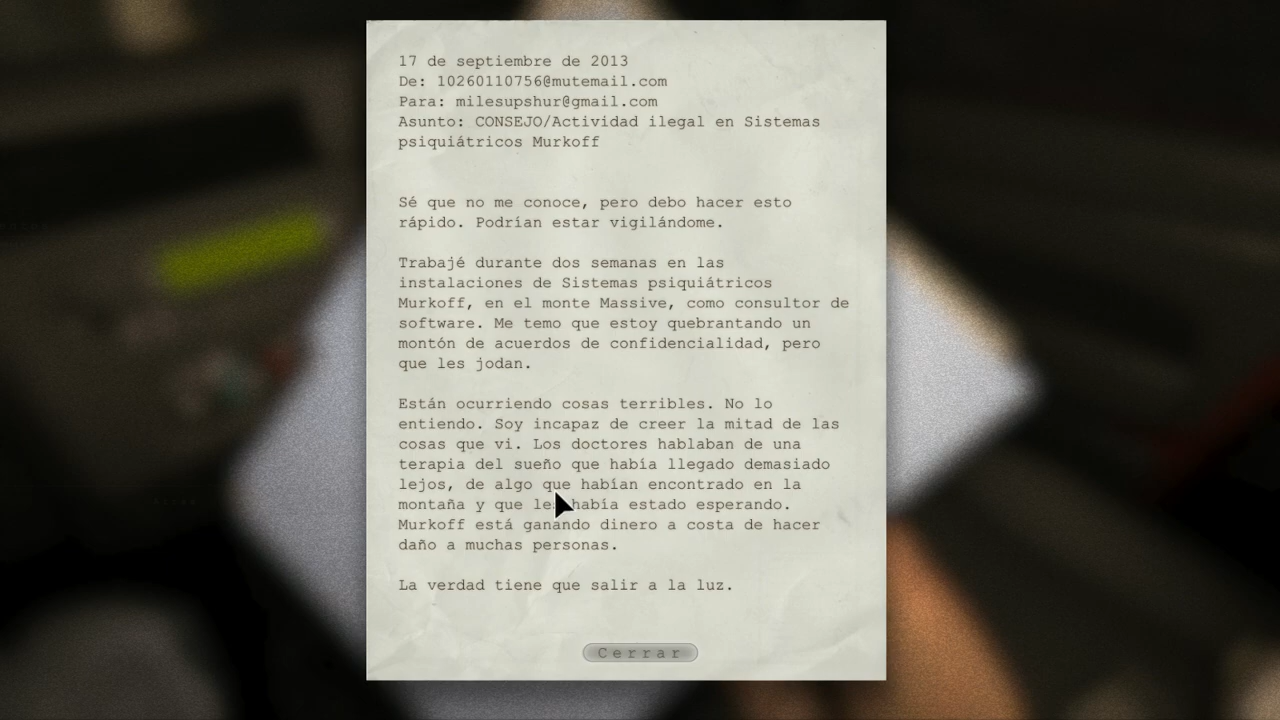 17 de septiembre de 2013
De: 10260110756@mutemail.com
Para: milesupshur@gmail.com
Asunto: CONSEJO/Actividad ilegal en Sistemas
psiquiátricos Murkoff
Sé que no me conoce, pero debo hacer esto
rápido. Podrían estar vigilándome.
Trabajé durante dos semanas en las
instalaciones de Sistemas psiquiátricos
Murkoff, en el monte Massive, como consultor de
software. Me temo que estoy quebrantando un
montón de acuerdos de confidencialidad, pero
que les jodan.
Están ocurriendo cosas terribles. No lo
entiendo. Soy incapaz de creer la mitad de las
cosas que vi. Los doctores hablaban de una
terapia del sueño que había llegado demasiado
lejos, de algo que habían encontrado en la
montaña y que les había estado esperando.
Murkoff está ganando dinero a costa de hacer
daño a muchas personas.
La verdad tiene que salir a la luz.
Cerrar